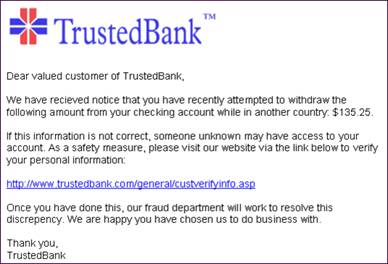 TrustedBank™
Dear valued customer of TrustedBank,
We have recieved notice that you have recently attempted to withdraw the
following amount from your checking account while in another country: $135.25.
If this information is not correct, someone unknown may have access to your
account. As a safety measure, please visit our website via the link below to verify
your personal information:
http://www.trustedbank.com/general/custverifyinfo.asp
Once you have done this, our fraud department will work to resolve this
discrepency. We are happy you have chosen us to do business with.
Thank you,
TrustedBank